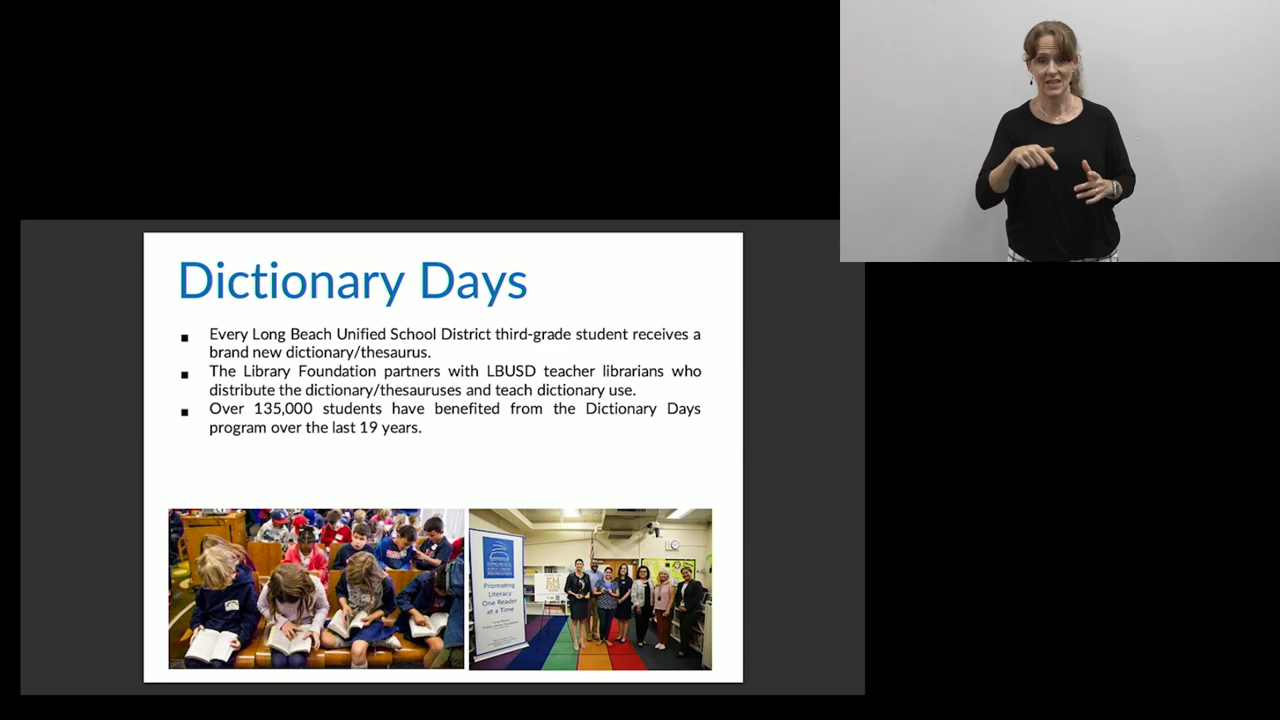 Dictionary Days
Every Long Beach Unified School District third-grade student receives a
brand new dictionary/thesaurus.
The Library Foundation partners with LBUSD teacher librarians who
distribute the dictionary/thesauruses and teach dictionary use.
Over 135,000 students have benefited from the Dictionary Days
program over the last 19 years.
Promoting
Literacy
One Reader
at a Time